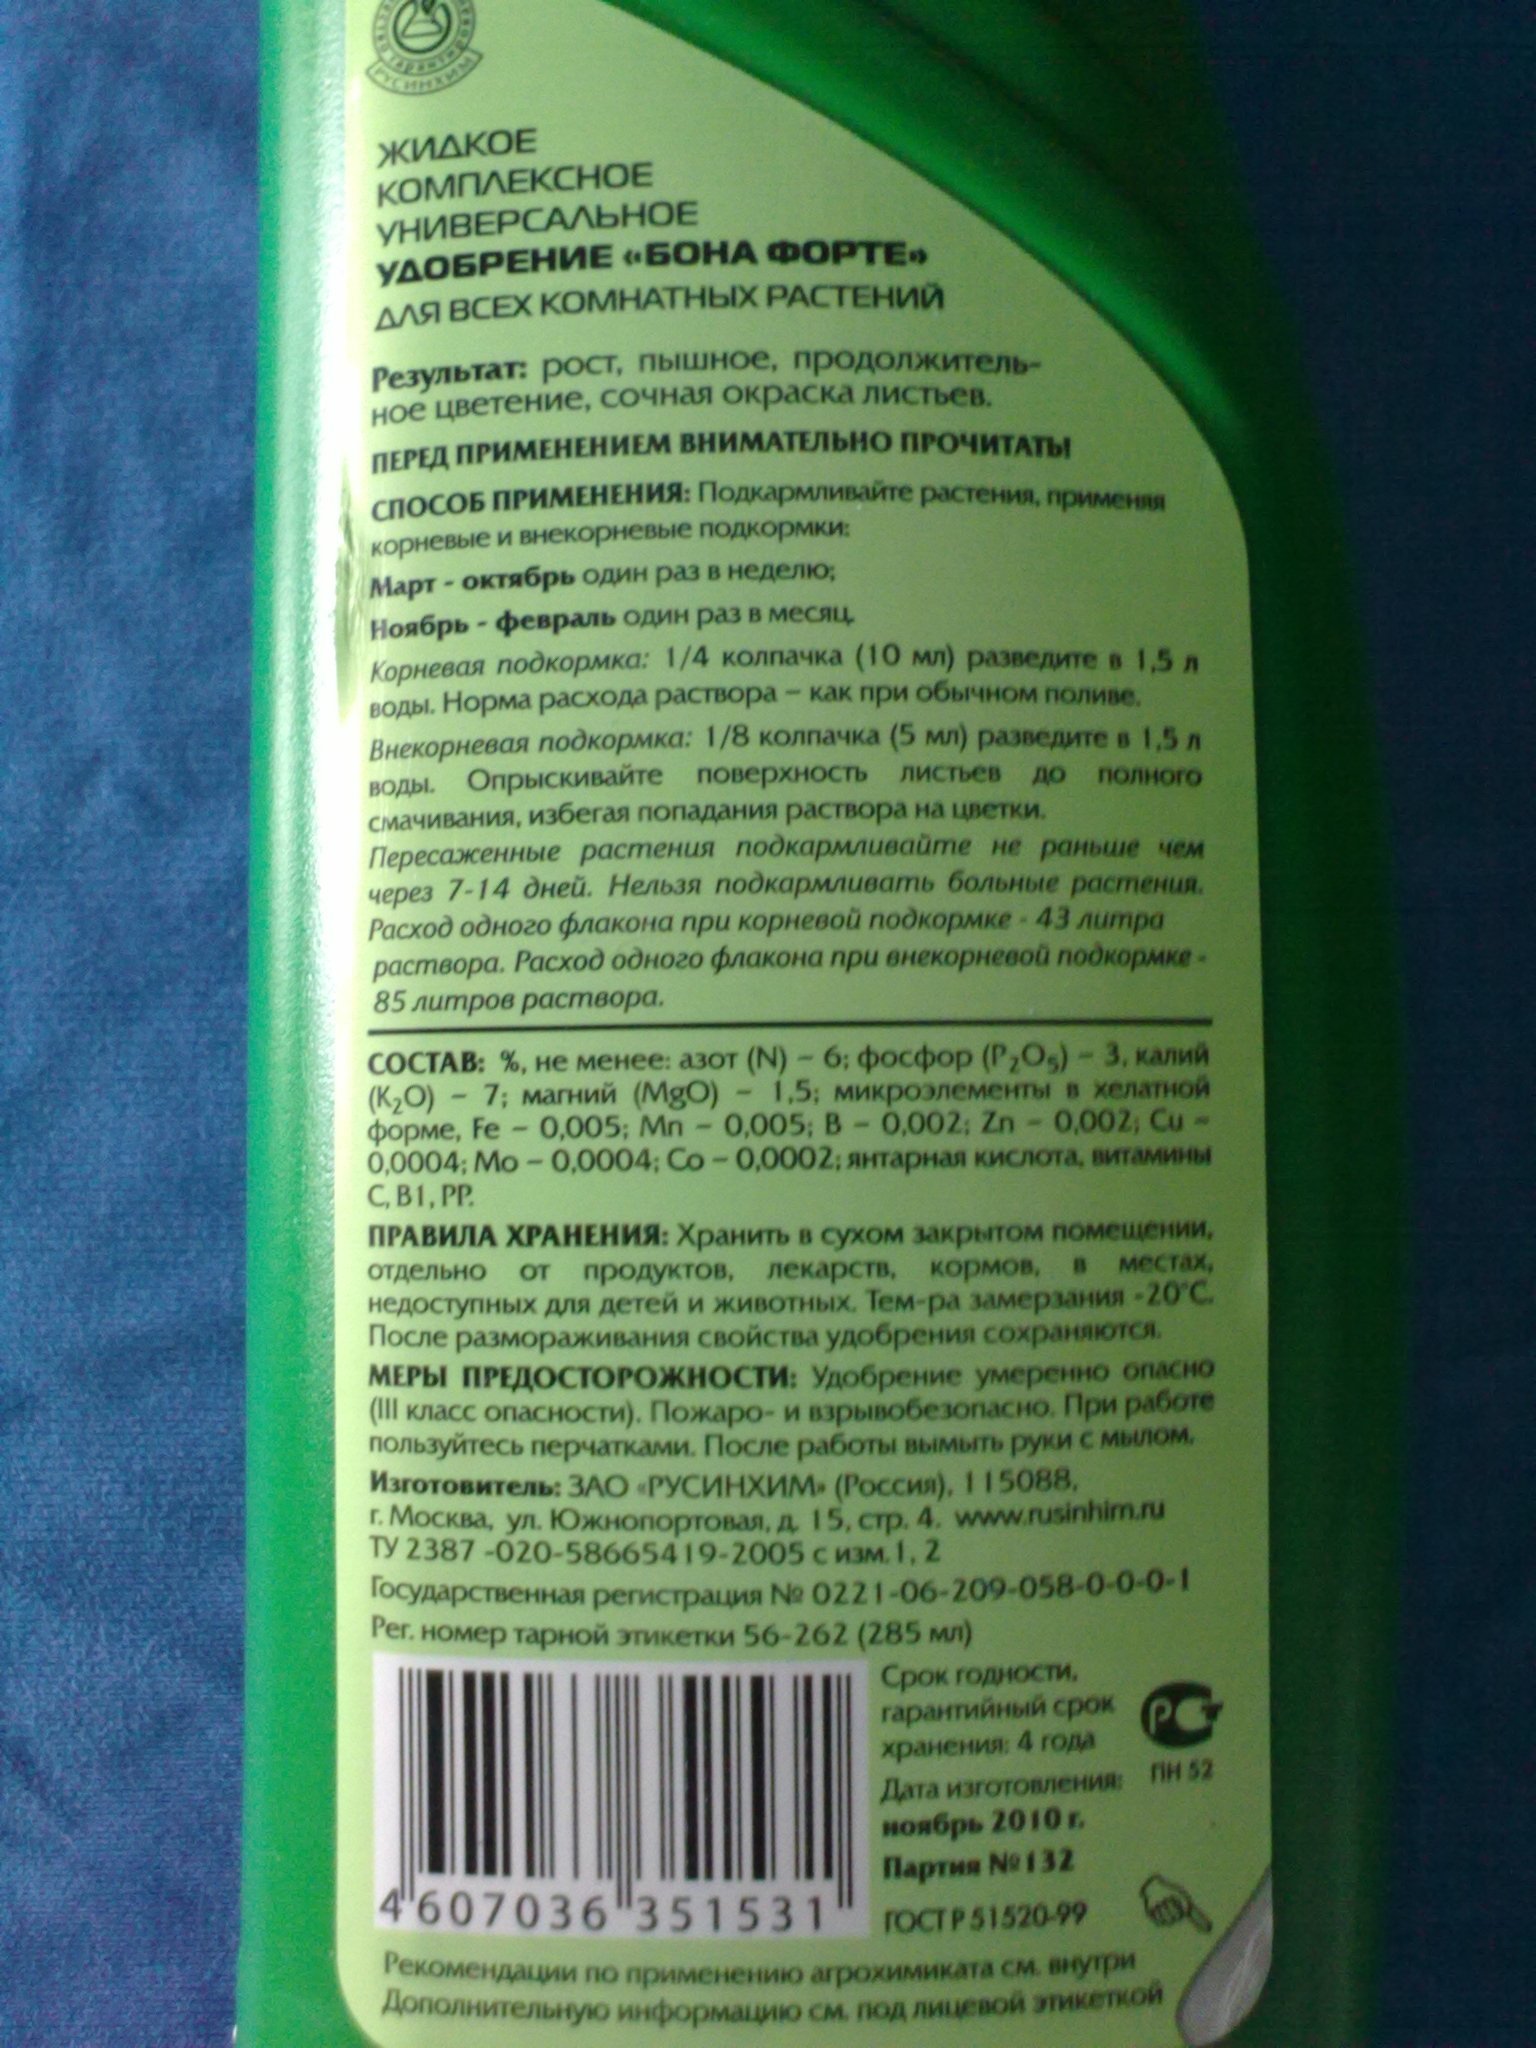 гарантиров
РУСИНХИМ
ЖИДКОЕ
КОМПЛЕКСНОЕ
УНИВЕРСАЛЬНОЕ
УДОБРЕНИЕ «БОНА ФОРТЕ»
ДЛЯ ВСЕХ КОМНАТНЫХ РАСТЕНИЙ
Результат: рост, пышное, продолжитель-
ное цветение, сочная окраска листьев.
ПЕРЕД ПРИМЕНЕНИЕМ ВНИМАТЕЛЬНО ПРОЧИТАТЬ!
СПОСОБ ПРИМЕНЕНИЯ: Подкармливайте растения, применяя
корневые и внекорневые подкормки:
Март - октябрь один раз в неделю;
Ноябрь - февраль один раз в месяц.
Корневая подкормка: 1/4 колпачка (10 мл) разведите в 1,5 л
воды. Норма расхода раствора – как при обычном поливе.
Внекорневая подкормка: 1/8 колпачка (5 мл) разведите в 1,5 л
воды. Опрыскивайте поверхность листьев до полного
смачивания, избегая попадания раствора на цветки.
Пересаженные растения подкармливайте не раньше чем
через 7-14 дней. Нельзя подкармливать больные растения.
Расход одного флакона при корневой подкормке - 43 литра
раствора. Расход одного флакона при внекорневой подкормке -
85 литров раствора.
СОСТАВ: %, не менее: азот (N) – 6; фосфор (P₂O₅) – 3, калий
(K₂O) – 7; магний (MgO) – 1,5; микроэлементы в хелатной
форме, Fe – 0,005; Mn – 0,005; B – 0,002; Zn – 0,002; Cu –
0,0004; Mo – 0,0004; Co – 0,0002; янтарная кислота, витамины
C, B1, PP.
ПРАВИЛА ХРАНЕНИЯ: Хранить в сухом закрытом помещении,
отдельно от продуктов, лекарств, кормов, в местах,
недоступных для детей и животных. Тем-ра замерзания -20°С.
После размораживания свойства удобрения сохраняются.
МЕРЫ ПРЕДОСТОРОЖНОСТИ: Удобрение умеренно опасно
(III класс опасности). Пожаро- и взрывобезопасно. При работе
пользуйтесь перчатками. После работы вымыть руки с мылом.
Изготовитель: ЗАО «РУСИНХИМ» (Россия), 115088,
г. Москва, ул. Южнопортовая, д. 15, стр. 4. www.rusinhim.ru
ТУ 2387 -020-58665419-2005 с изм.1, 2
Государственная регистрация № 0221-06-209-058-0-0-0-1
Рег. номер тарной этикетки 56-262 (285 мл)
Срок годности,
гарантийный срок
хранения: 4 года
Дата изготовления:
ноябрь 2010 г.
Партия №132
ГОСТ Р 51520-99
РСТ
ПН 52
4 607036 351531
Рекомендации по применению агрохимиката см. внутри
Дополнительную информацию см. под лицевой этикеткой